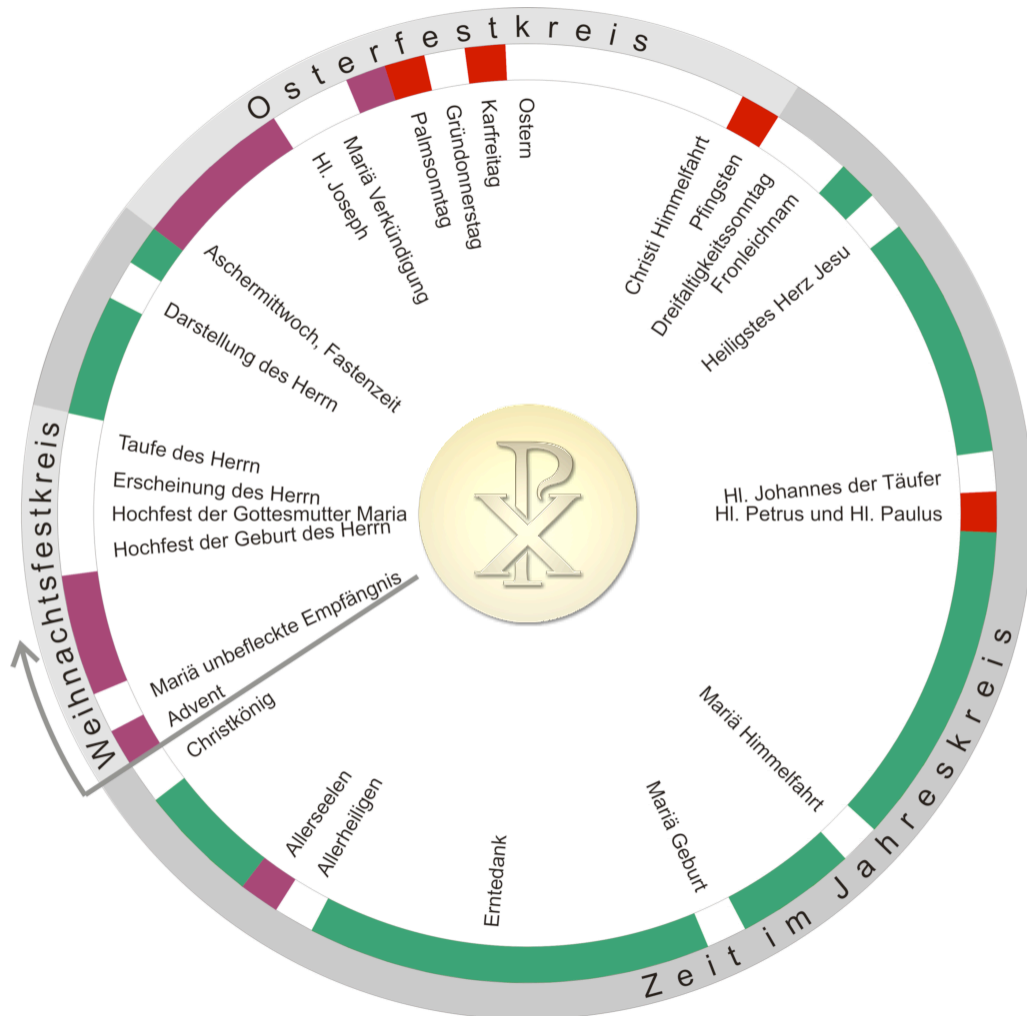 Osterfestkreis
Ostern
Christi Himmelfahrt
Pfingsten
Dreifaltigkeitssonntag
Fronleichnam
Heiligstes Herz Jesu
Hl. Johannes der Täufer
Hl. Petrus und Hl. Paulus
Zeit im Jahreskreis
Mariä Himmelfahrt
Mariä Geburt
Erntedank
Allerheiligen
Allerseelen
Christkönig
Weihnachtsfestkreis
Advent
Mariä unbefleckte Empfängnis
Hochfest der Geburt des Herrn
Hochfest der Gottesmutter Maria
Erscheinung des Herrn
Taufe des Herrn
Darstellung des Herrn
Aschermittwoch, Fastenzeit
Hl. Joseph
Mariä Verkündigung
Palmsonntag
Gründonnerstag
Karfreitag